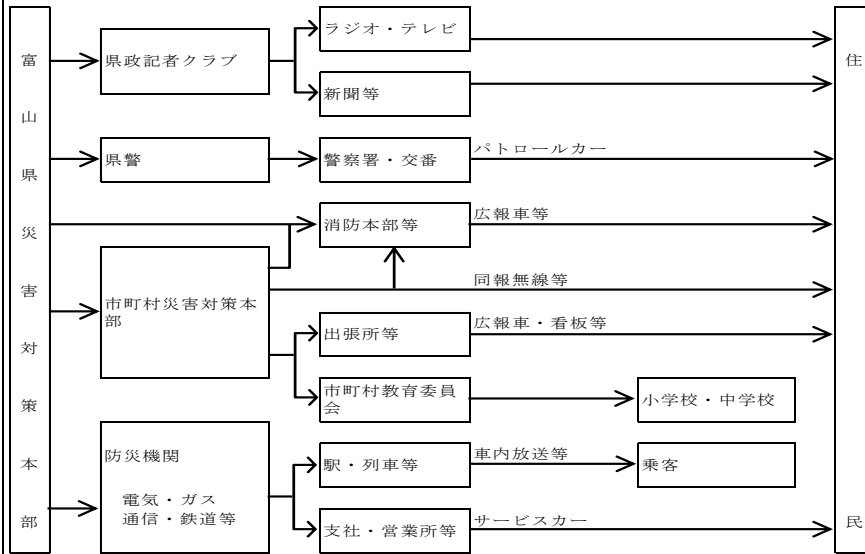 富山県災害対策本部
県政記者クラブ
ラジオ・テレビ
新聞等
県警
警察署・交番
パトロールカー
消防本部等
広報車等
市町村災害対策本
部
同報無線等
出張所等
広報車・看板等
市町村教育委員
会
小学校・中学校
防災機関
電気・ガス
通信・鉄道等
駅・列車等
車内放送等
乗客
支社・営業所等
サービスカー
住民